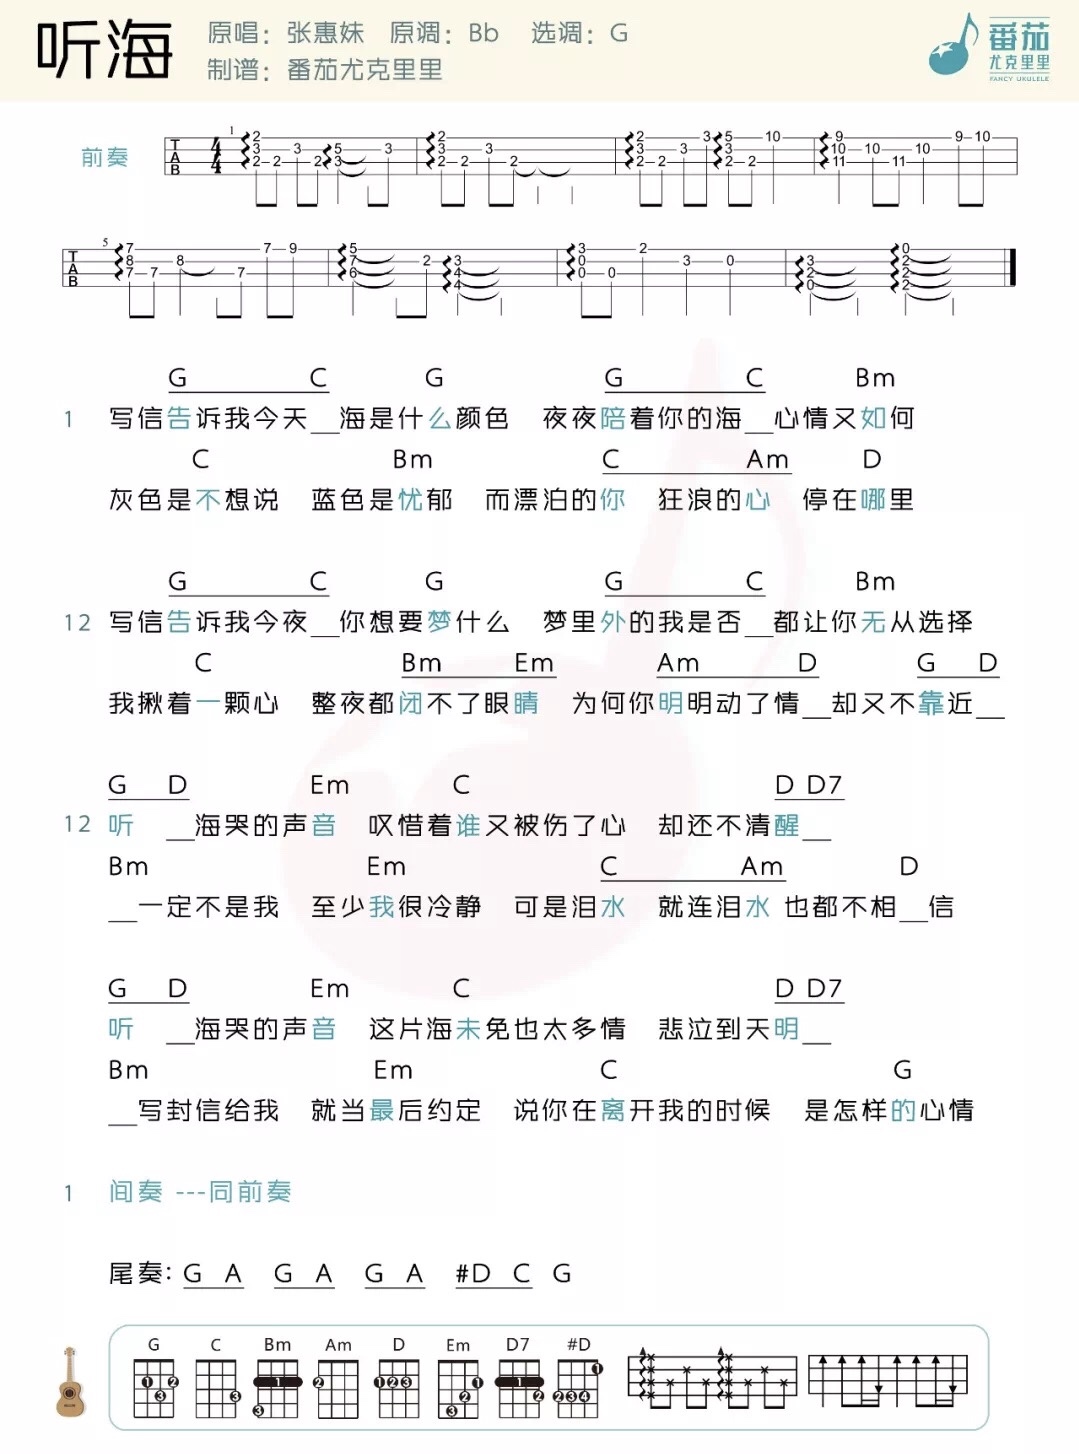 听海
原唱：张惠妹 原调：Bb 选调：G
制谱：番茄尤克里里
番茄
尤克里里
FANCY UKULELE
前奏
G C G G C Bm
1 写信告诉我今天__海是什么颜色 夜夜陪着你的海__心情又如何
C Bm C Am D
灰色是不想说 蓝色是忧郁 而漂泊的你 狂浪的心 停在哪里
G C G G C Bm
12 写信告诉我今夜__你想要梦什么 梦里外的我是否__都让你无从选择
C Bm Em Am D G D
我揪着一颗心 整夜都闭不了眼睛 为何你明明动了情__却又不靠近__
G D Em C D D7
12 听 __海哭的声音 叹惜着谁又被伤了心 却还不清醒__
Bm Em C Am D
__一定不是我 至少我很冷静 可是泪水 就连泪水 也都不相__信
G D Em C D D7
听 __海哭的声音 这片海未免也太多情 悲泣到天明__
Bm Em C G
__写封信给我 就当最后约定 说你在离开我的时候 是怎样的心情
1 间奏 ---同前奏
尾奏: G A G A G A #D C G
G C Bm Am D Em D7 #D